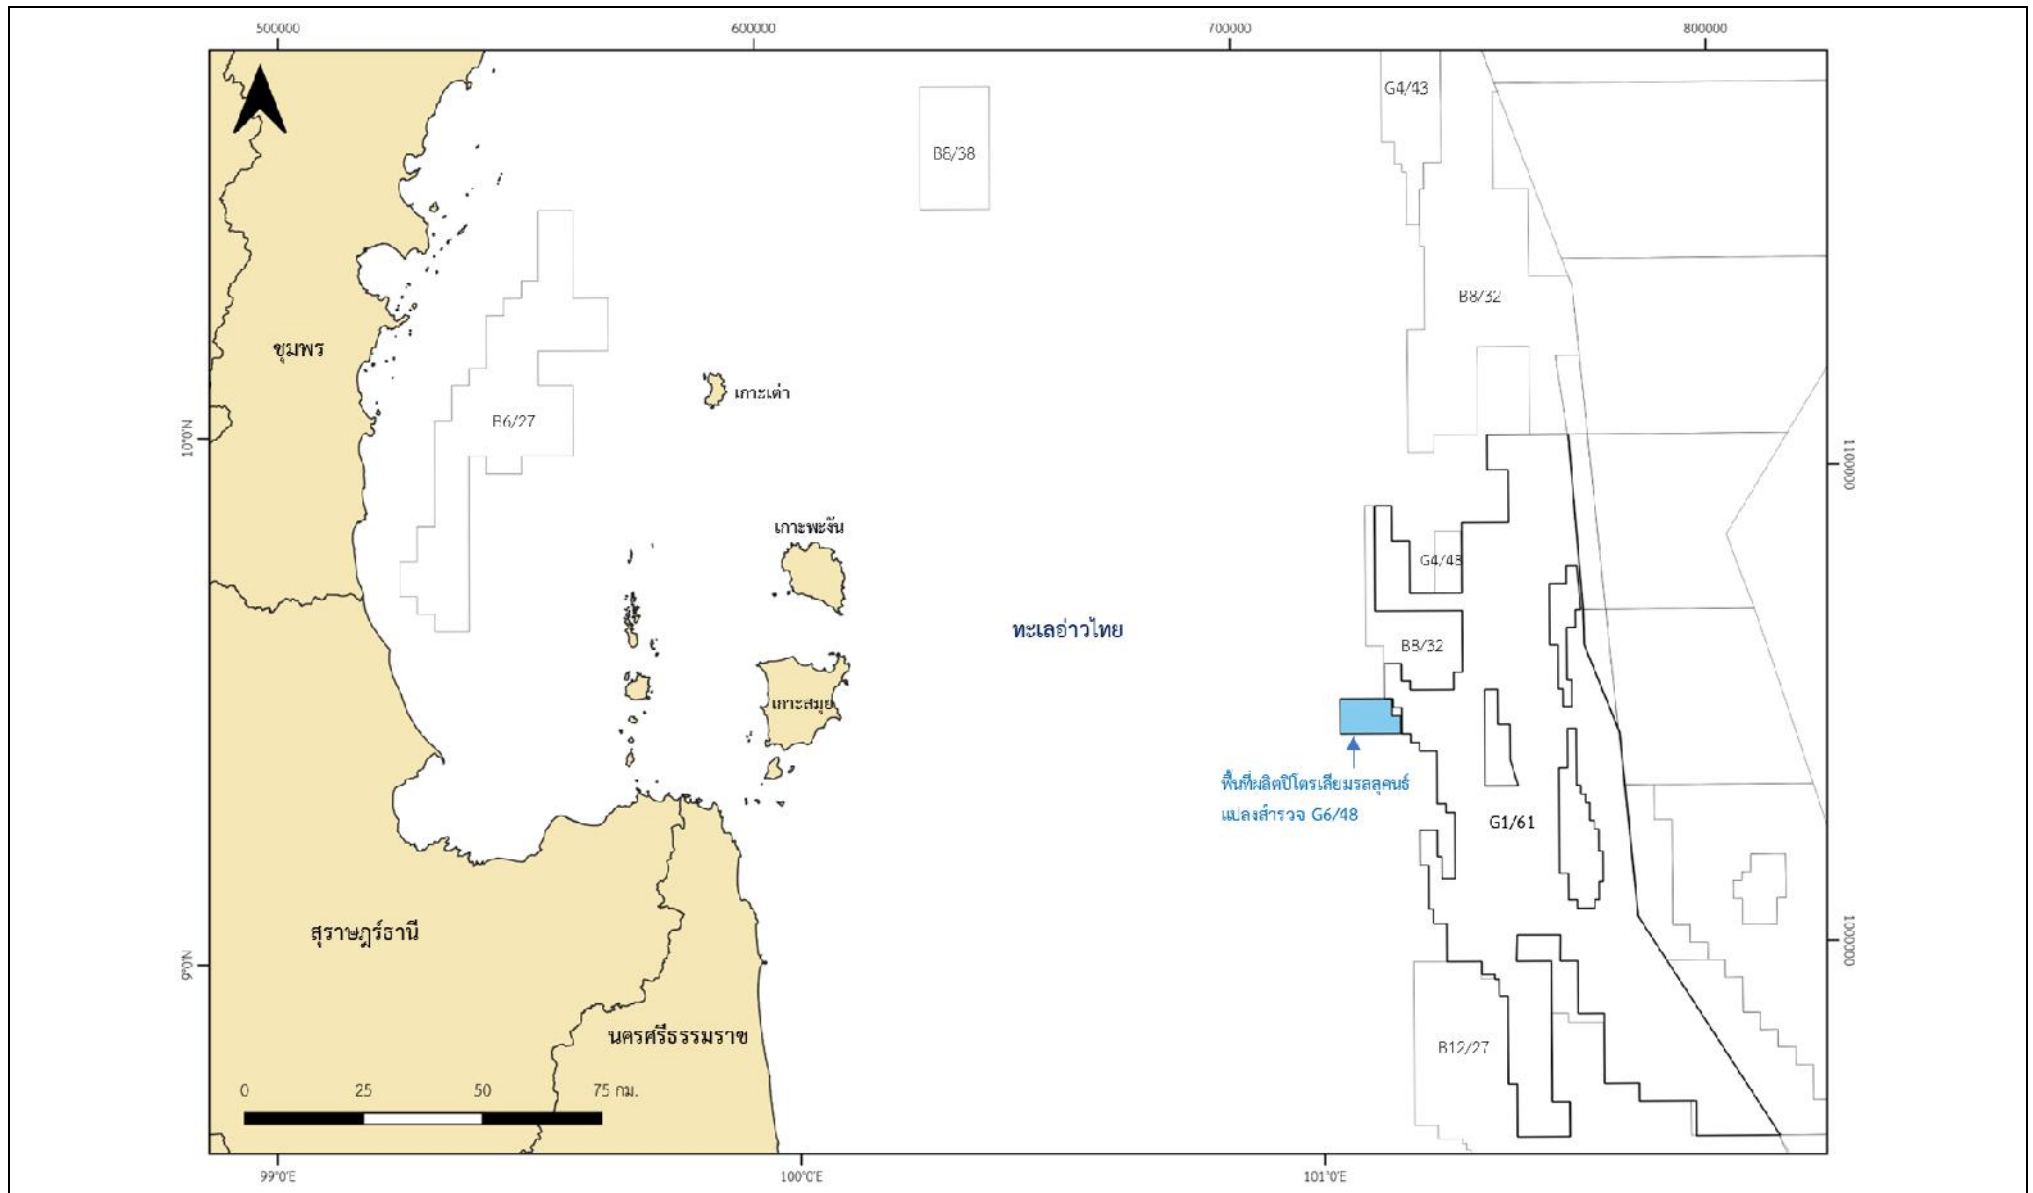 500000 600000 700000 800000
G4/43
B8/38
B8/32
ชุมพร
เกาะเต่า
B6/27
10°0'N
1100000
เกาะพะงัน
G4/48
ทะเลอ่าวไทย
B8/32
เกาะสมุย
พื้นที่ผลิตปิโตรเลียมรสสุคนธ์
แปลงสำรวจ G6/48
G1/61
สุราษฎร์ธานี
1000000
9°0'N
นครศรีธรรมราช
B12/27
0 25 50 75 กม.
99°0'E 100°0'E 101°0'E